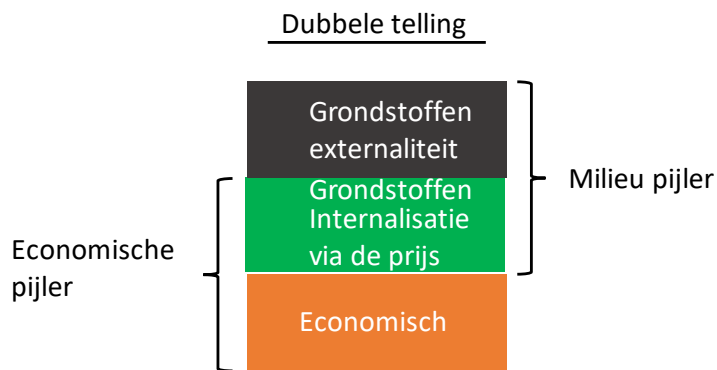 Dubbele telling
Grondstoffen
externaliteit
Grondstoffen
Internalisatie
via de prijs
Milieu pijler
Economische
pijler
Economisch